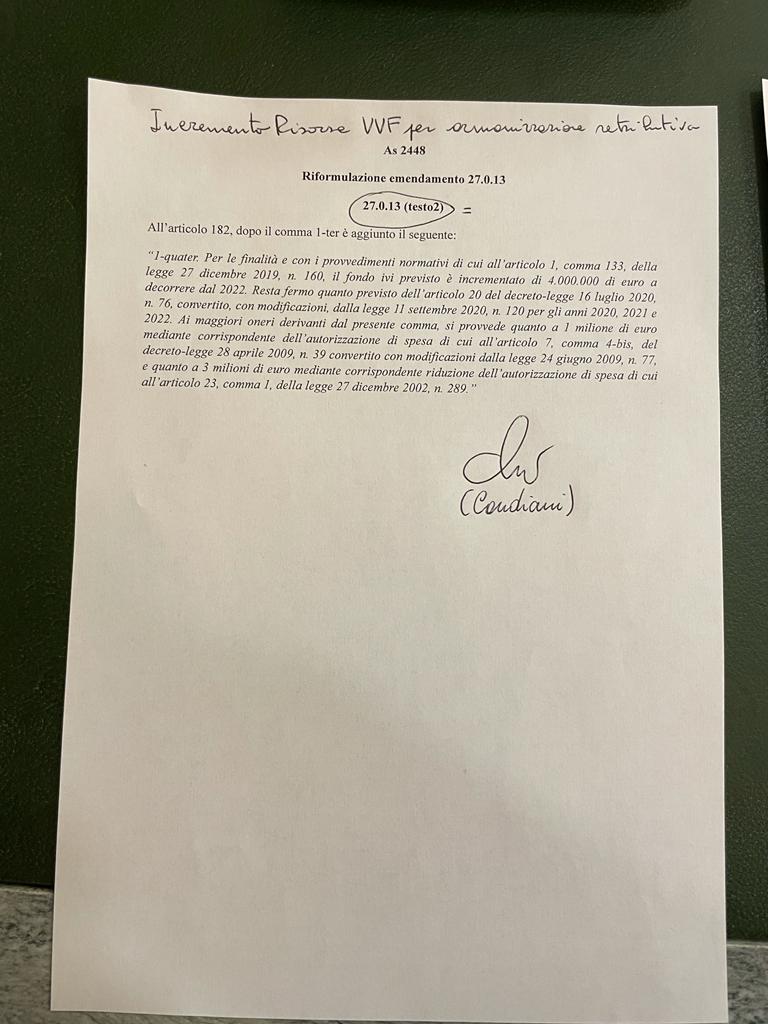 Incremento Risorse VVF per armonizzazione retributiva
As 2448
Riformulazione emendamento 27.0.13
27.0.13 (testo2) =
All'articolo 182, dopo il comma 1-ter è aggiunto il seguente:
"1-quater. Per le finalità e con i provvedimenti normativi di cui all'articolo 1, comma 133, della
legge 27 dicembre 2019, n. 160, il fondo ivi previsto è incrementato di 4.000.000 di euro a
decorrere dal 2022. Resta fermo quanto previsto dell'articolo 20 del decreto-legge 16 luglio 2020,
n. 76, convertito, con modificazioni, dalla legge 11 settembre 2020, n. 120 per gli anni 2020, 2021 e
2022. Ai maggiori oneri derivanti dal presente comma, si provvede quanto a 1 milione di euro
mediante corrispondente dell'autorizzazione di spesa di cui all'articolo 7, comma 4-bis, del
decreto-legge 28 aprile 2009, n. 39 convertito con modificazioni dalla legge 24 giugno 2009, n. 77,
e quanto a 3 milioni di euro mediante corrispondente riduzione dell'autorizzazione di spesa di cui
all'articolo 23, comma 1, della legge 27 dicembre 2002, n. 289."
(Candiani)